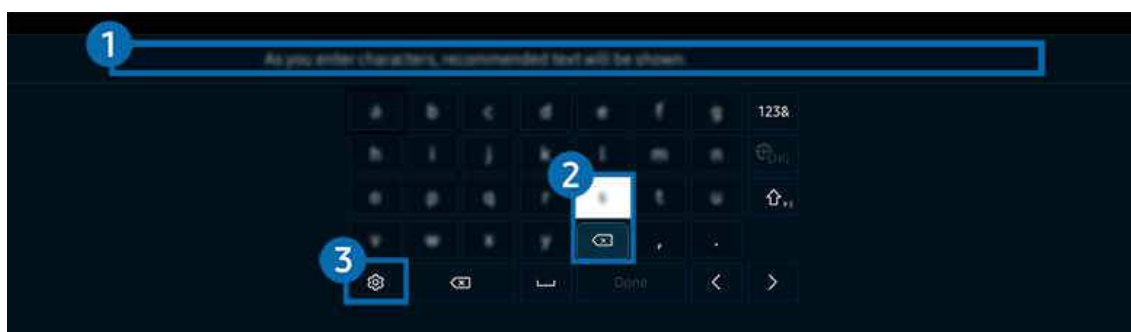 1
As you enter characters, recommended text will be shown.
a b c d e f g 123&
h i j k l m n
2
o p q r s t u
v w x y , .
3
Done < >